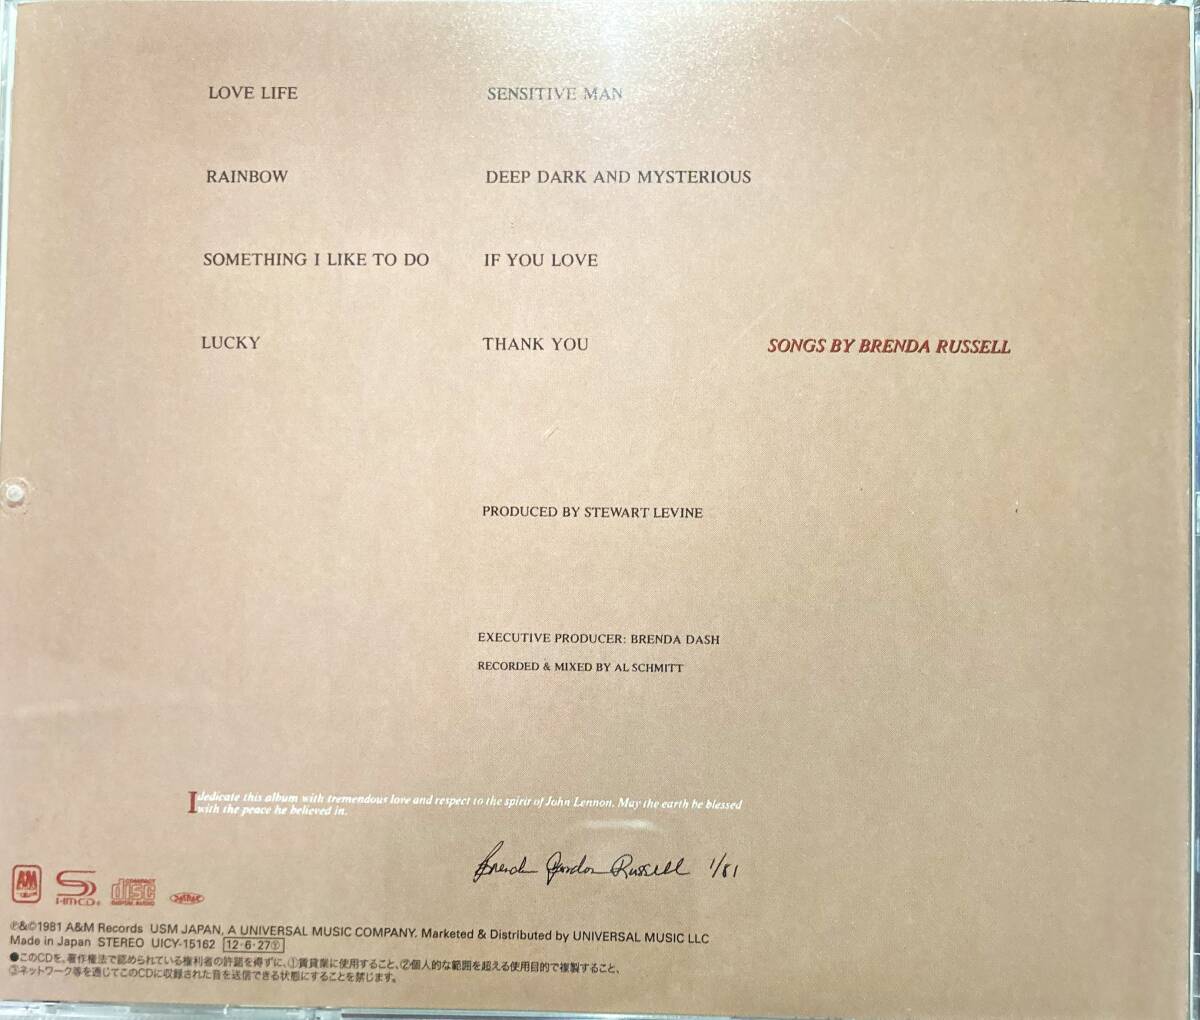 LOVE LIFE
SENSITIVE MAN
RAINBOW
DEEP DARK AND MYSTERIOUS
SOMETHING I LIKE TO DO
IF YOU LOVE
LUCKY
THANK YOU
SONGS BY BRENDA RUSSELL
PRODUCED BY STEWART LEVINE
EXECUTIVE PRODUCER: BRENDA DASH
RECORDED & MIXED BY AL SCHMITT
I dedicate this album with tremendous love and respect to the spirit of John Lennon. May the earth be blessed
with the peace he believed in.
Brenda Gordon Russell 1/81
A&M SHM-CD® COMPACT disc DIGITAL AUDIO
℗&©1981 A&M Records USM JAPAN, A UNIVERSAL MUSIC COMPANY. Marketed & Distributed by UNIVERSAL MUSIC LLC
Made in Japan STEREO UICY-15162 12·6·27
●このCDを、著作権法で認められている権利者の許諾を得ずに、①賃貸業に使用すること、②個人的な範囲を超える使用目的で複製すること、
③ネットワーク等を通じてこのCDに収録された音を送信できる状態にすることを禁じます。